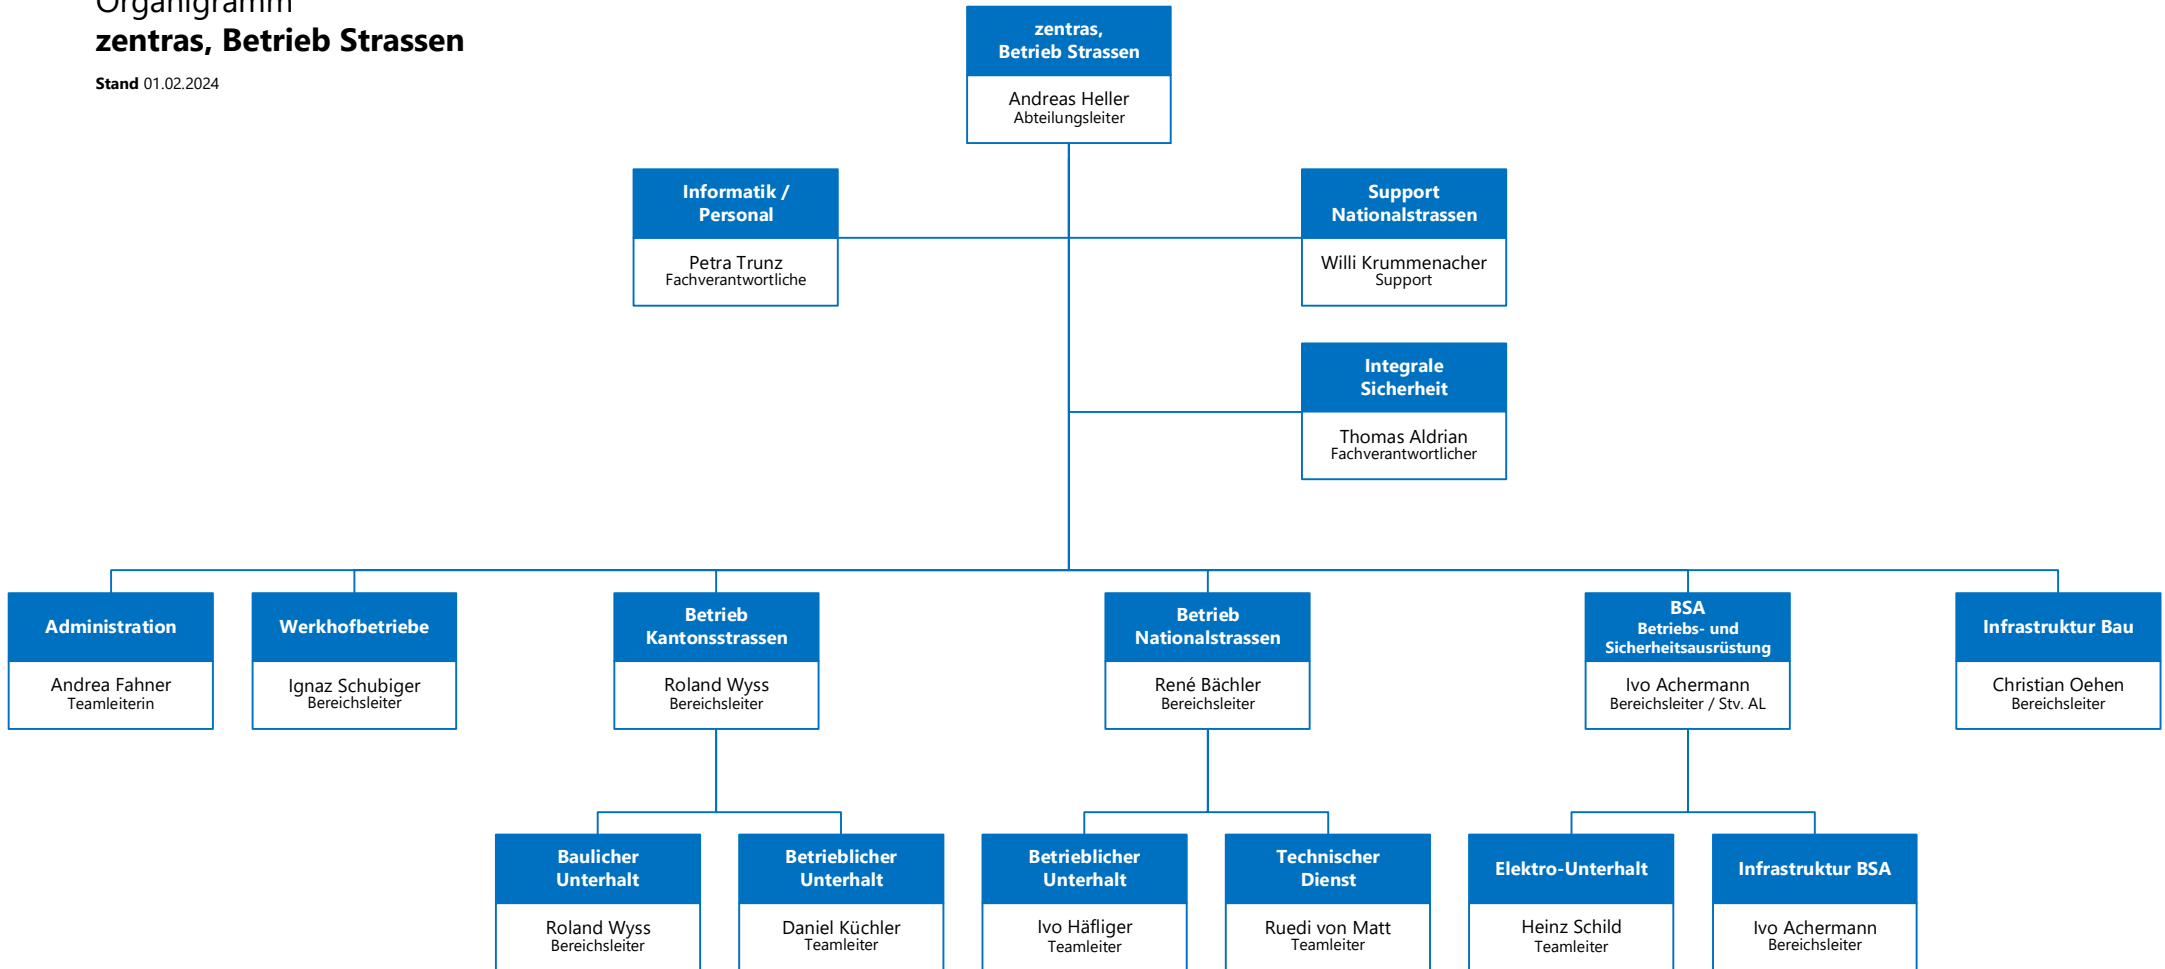 Organigramm
zentras, Betrieb Strassen
Stand 01.02.2024
zentras,
Betrieb Strassen
Andreas Heller
Abteilungsleiter
Informatik /
Personal
Petra Trunz
Fachverantwortliche
Support
Nationalstrassen
Willi Krummenacher
Support
Integrale
Sicherheit
Thomas Aldrian
Fachverantwortlicher
Administration
Andrea Fahner
Teamleiterin
Werkhofbetriebe
Ignaz Schubiger
Bereichsleiter
Betrieb
Kantonsstrassen
Roland Wyss
Bereichsleiter
Betrieb
Nationalstrassen
René Bächler
Bereichsleiter
BSA
Betriebs- und
Sicherheitsausrüstung
Ivo Achermann
Bereichsleiter / Stv. AL
Infrastruktur Bau
Christian Oehen
Bereichsleiter
Baulicher
Unterhalt
Roland Wyss
Bereichsleiter
Betrieblicher
Unterhalt
Daniel Küchler
Teamleiter
Betrieblicher
Unterhalt
Ivo Häfliger
Teamleiter
Technischer
Dienst
Ruedi von Matt
Teamleiter
Elektro-Unterhalt
Heinz Schild
Teamleiter
Infrastruktur BSA
Ivo Achermann
Bereichsleiter